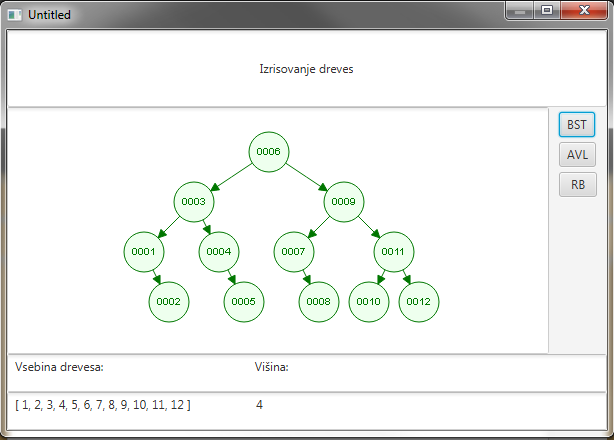 Untitled
Izrisovanje dreves
BST
AVL
RB
0006
0003 0009
0001 0004 0007 0011
0002 0005 0008 0010 0012
Vsebina drevesa: Višina:
[ 1, 2, 3, 4, 5, 6, 7, 8, 9, 10, 11, 12 ] 4